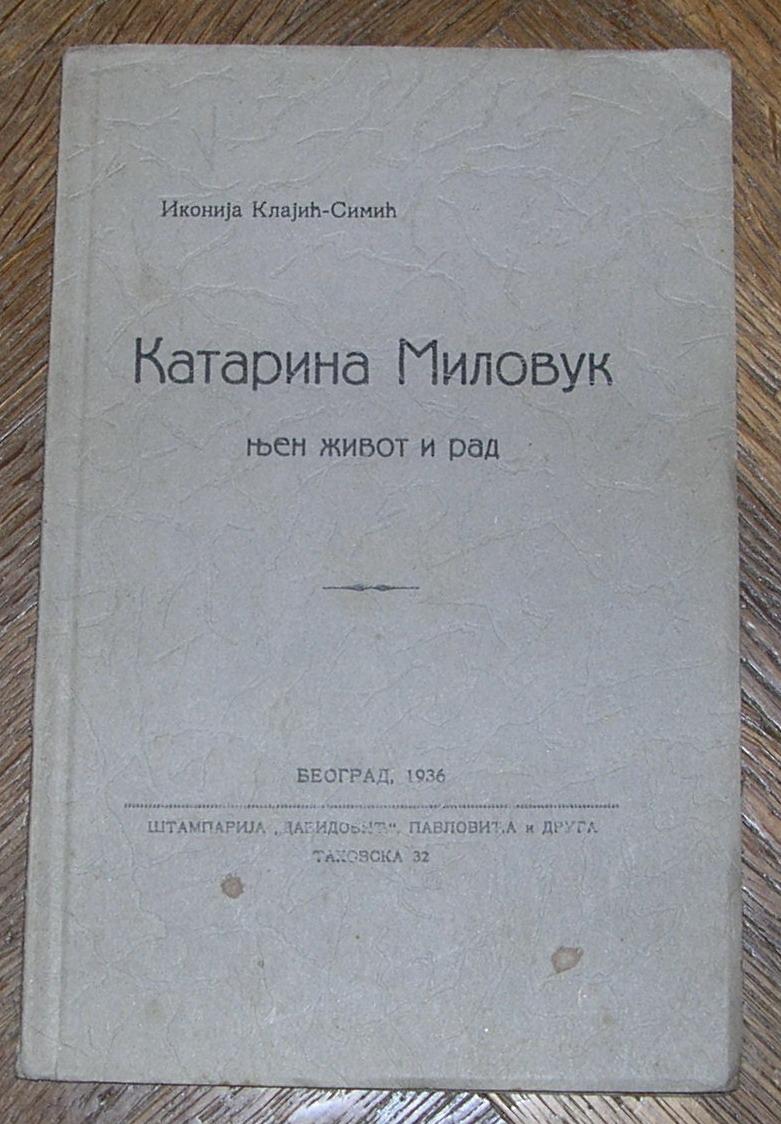 Иконија Клајић-Симић
Катарина Миловук
њен живот и рад
БЕОГРАД, 1936
ШТАМПАРИЈА „ДАВИДОВИЋ“, ПАВЛОВИЋА и ДРУГА
ТАКОВСКА 32